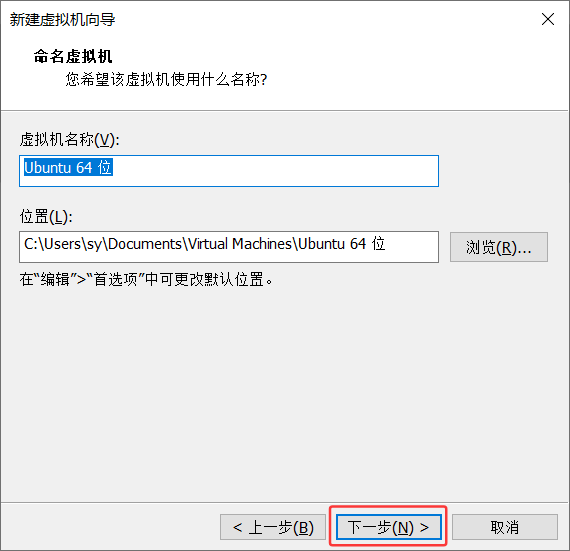 新建虚拟机向导
命名虚拟机
您希望该虚拟机使用什么名称?
虚拟机名称(V):
Ubuntu 64 位
位置(L):
C:\Users\sy\Documents\Virtual Machines\Ubuntu 64 位
浏览(R)...
在“编辑”>“首选项”中可更改默认位置。
< 上一步(B)
下一步(N) >
取消